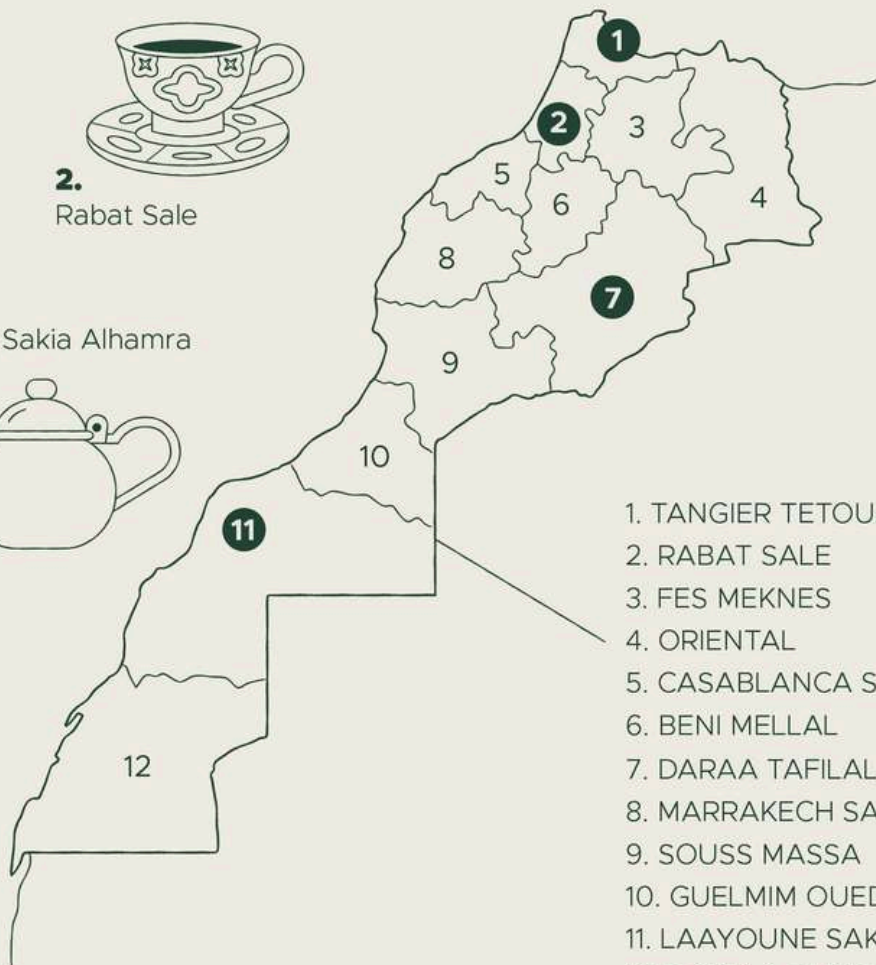 1
2
3
2.
Rabat Sale
5
6
4
8
7
Sakia Alhamra
9
10
11
1. TANGIER TETOU
2. RABAT SALE
3. FES MEKNES
4. ORIENTAL
5. CASABLANCA S
6. BENI MELLAL
12
7. DARAA TAFILAL
8. MARRAKECH SA
9. SOUSS MASSA
10. GUELMIM OUED
11. LAAYOUNE SAK